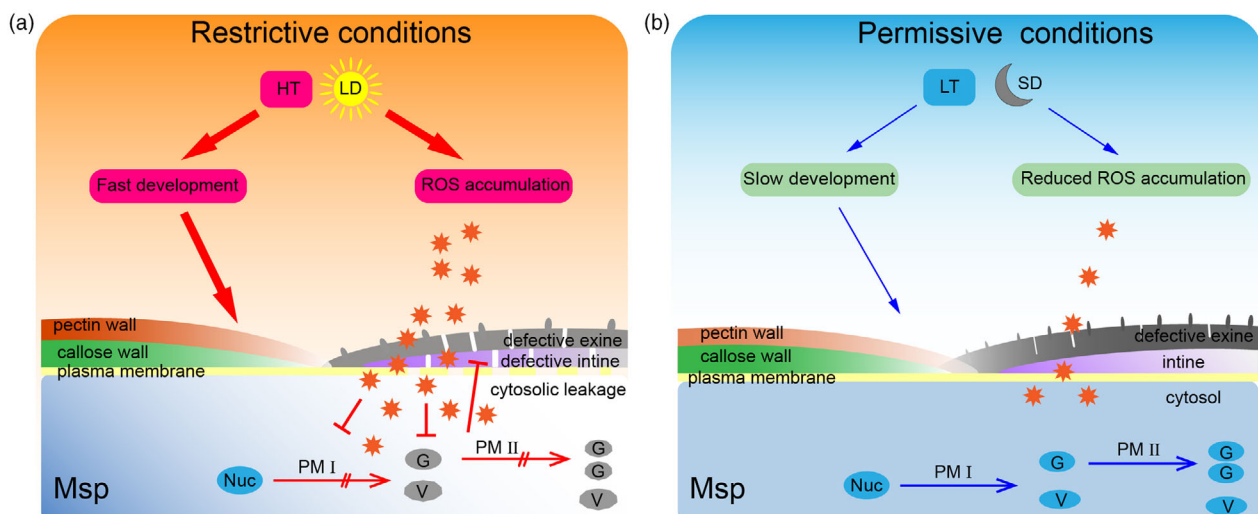 (a)
Restrictive conditions
HT
LD
Fast development
ROS accumulation
pectin wall
callose wall
plasma membrane
defective exine
defective intine
cytosolic leakage
Nuc
PM I
G
V
PM II
G
G
V
Msp
(b)
Permissive conditions
LT
SD
Slow development
Reduced ROS accumulation
pectin wall
callose wall
plasma membrane
defective exine
intine
cytosol
Nuc
PM I
G
V
PM II
G
G
V
Msp